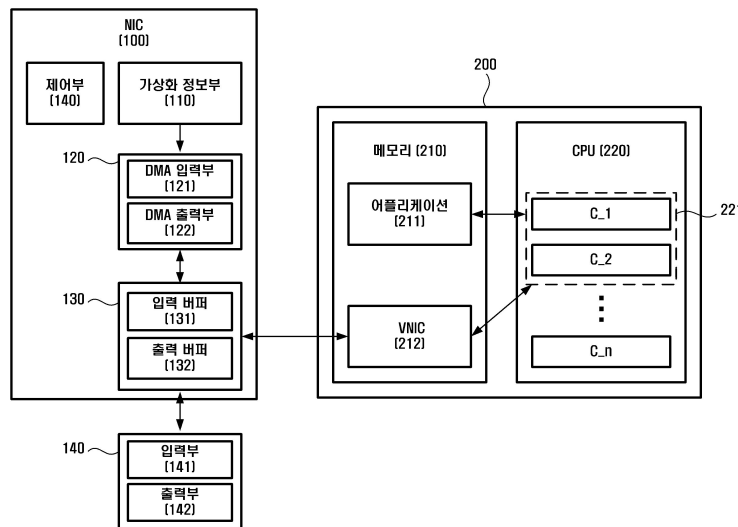 NIC
(100)
제어부
(140)
가상화 정보부
(110)
120
DMA 입력부
(121)
DMA 출력부
(122)
130
입력 버퍼
(131)
출력 버퍼
(132)
140
입력부
(141)
출력부
(142)
200
메모리 (210)
어플리케이션
(211)
VNIC
(212)
CPU (220)
C_1
C_2
C_n